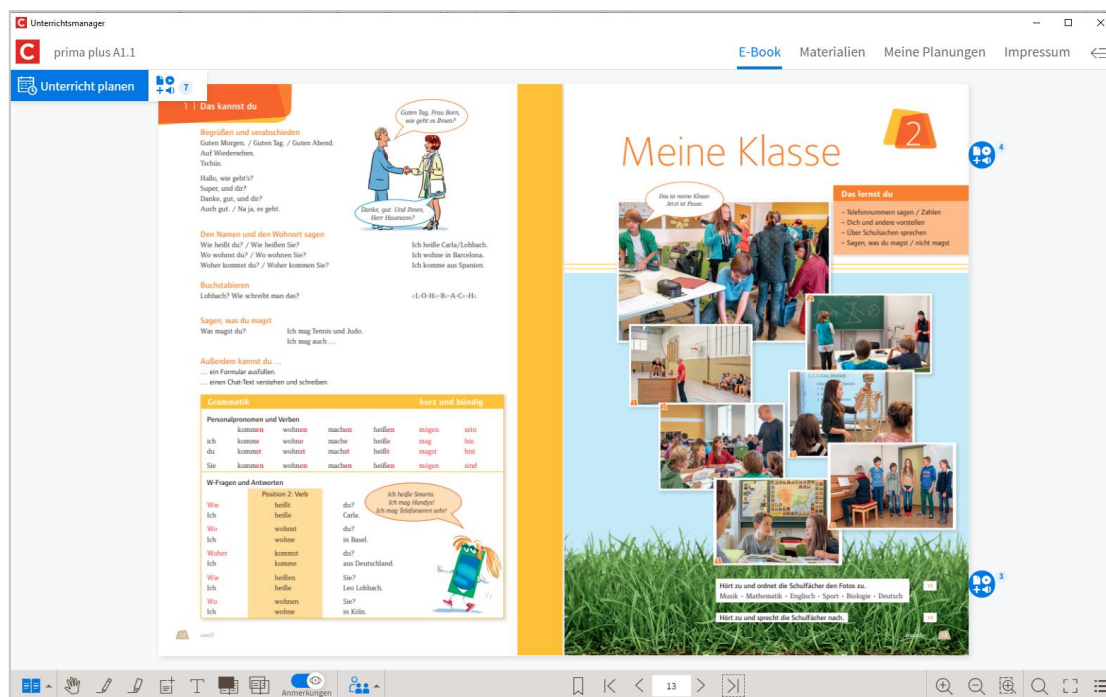 Unterrichtsmanager
prima plus A1.1
E-Book Materialien Meine Planungen Impressum
Unterricht planen 7
1 | Das kannst du
Begrüßen und verabschieden
Guten Morgen. / Guten Tag. / Guten Abend.
Auf Wiedersehen.
Tschüs.
Hallo, wie geht's?
Super, und dir?
Danke, gut, und dir?
Auch gut. / Na ja, es geht.
Guten Tag, Frau Born,
wie geht es Ihnen?
Danke, gut. Und Ihnen,
Herr Haumann?
Den Namen und den Wohnort sagen
Wie heißt du? / Wie heißen Sie? Ich heiße Carla/Lohbach.
Wo wohnst du? / Wo wohnen Sie? Ich wohne in Barcelona.
Woher kommst du? / Woher kommen Sie? Ich komme aus Spanien.
Buchstabieren
Lohbach? Wie schreibt man das?
Sagen, was du magst
Was magst du? Ich mag Tennis und Judo.
Ich mag auch …
Außerdem kannst du …
… ein Formular ausfüllen.
… einen Chat-Text verstehen und schreiben.
Grammatik kurz und bündig
Personalpronomen und Verben
kommen wohnen machen heißen mögen sein
ich komme wohne mache heiße mag bin
du kommst wohnst machst heißt magst bist
Sie kommen wohnen machen heißen mögen sind
W-Fragen und Antworten
Position 2: Verb
Wie heißt du?
Ich heiße Carla.
Wo wohnst du?
Ich wohne in Basel.
Woher kommst du?
Ich komme aus Deutschland.
Wie heißen Sie?
Ich heiße Leo Lohbach.
Wo wohnen Sie?
Ich wohne in Köln.
Ich heiße Smarto.
Ich mag Handys!
Ich mag Telefonieren sehr!
12 zwölf
2
Meine Klasse
4
Das ist meine Klasse.
Jetzt ist Pause.
Das lernst du
– Telefonnummern sagen / Zahlen
– Dich und andere vorstellen
– Über Schulsachen sprechen
– Sagen, was du magst / nicht magst
3
Hört zu und ordnet die Schulfächer den Fotos zu.
Musik • Mathematik • Englisch • Sport • Biologie • Deutsch
Hört zu und sprecht die Schulfächer nach.
dreizehn 13
Anmerkungen
13